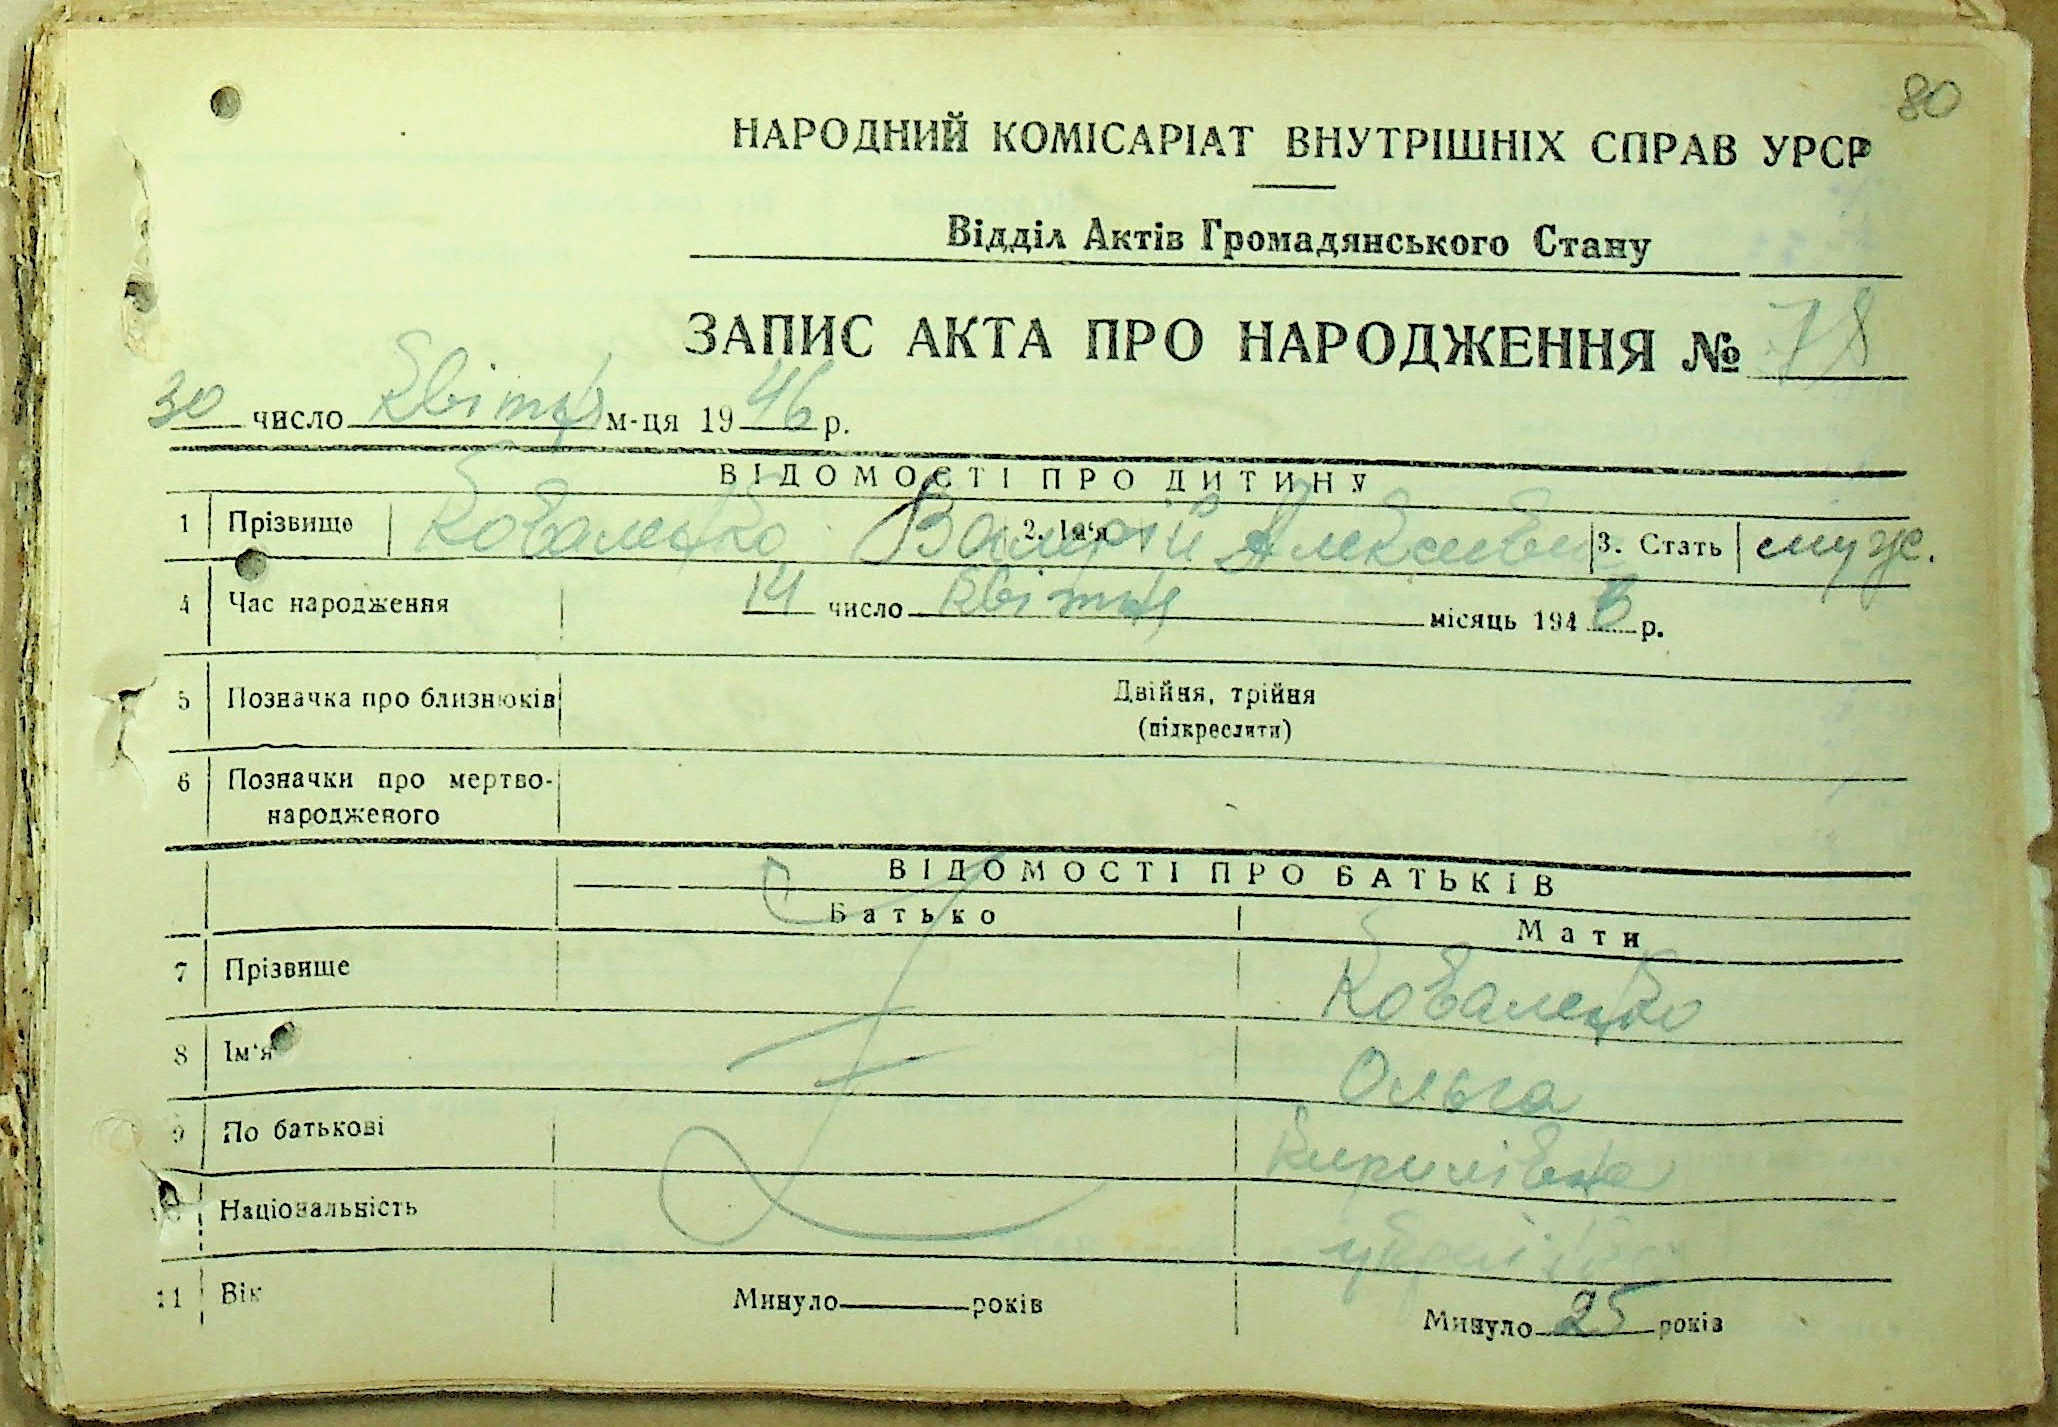 80
НАРОДНИЙ КОМІСАРІАТ ВНУТРІШНІХ СПРАВ УРСР
Відділ Актів Громадянського Стану
ЗАПИС АКТА ПРО НАРОДЖЕННЯ № 78
30 число квітня м-ця 1946 р.
ВІДОМОСТІ ПРО ДИТИНУ
1 Прізвище Коваленко 2. Ім'я 3. Стать муж.
4 Час народження 14 число квітня місяць 1946 р.
5 Позначка про близнюків Двійня, трійня
(підкреслити)
6 Позначки про мертво-
народженого
ВІДОМОСТІ ПРО БАТЬКІВ
Батько Мати
7 Прізвище Коваленко
8 Ім'я Ольга
9 По батькові Кирилівна
10 Національність
11 Вік Минуло років Минуло 25 років